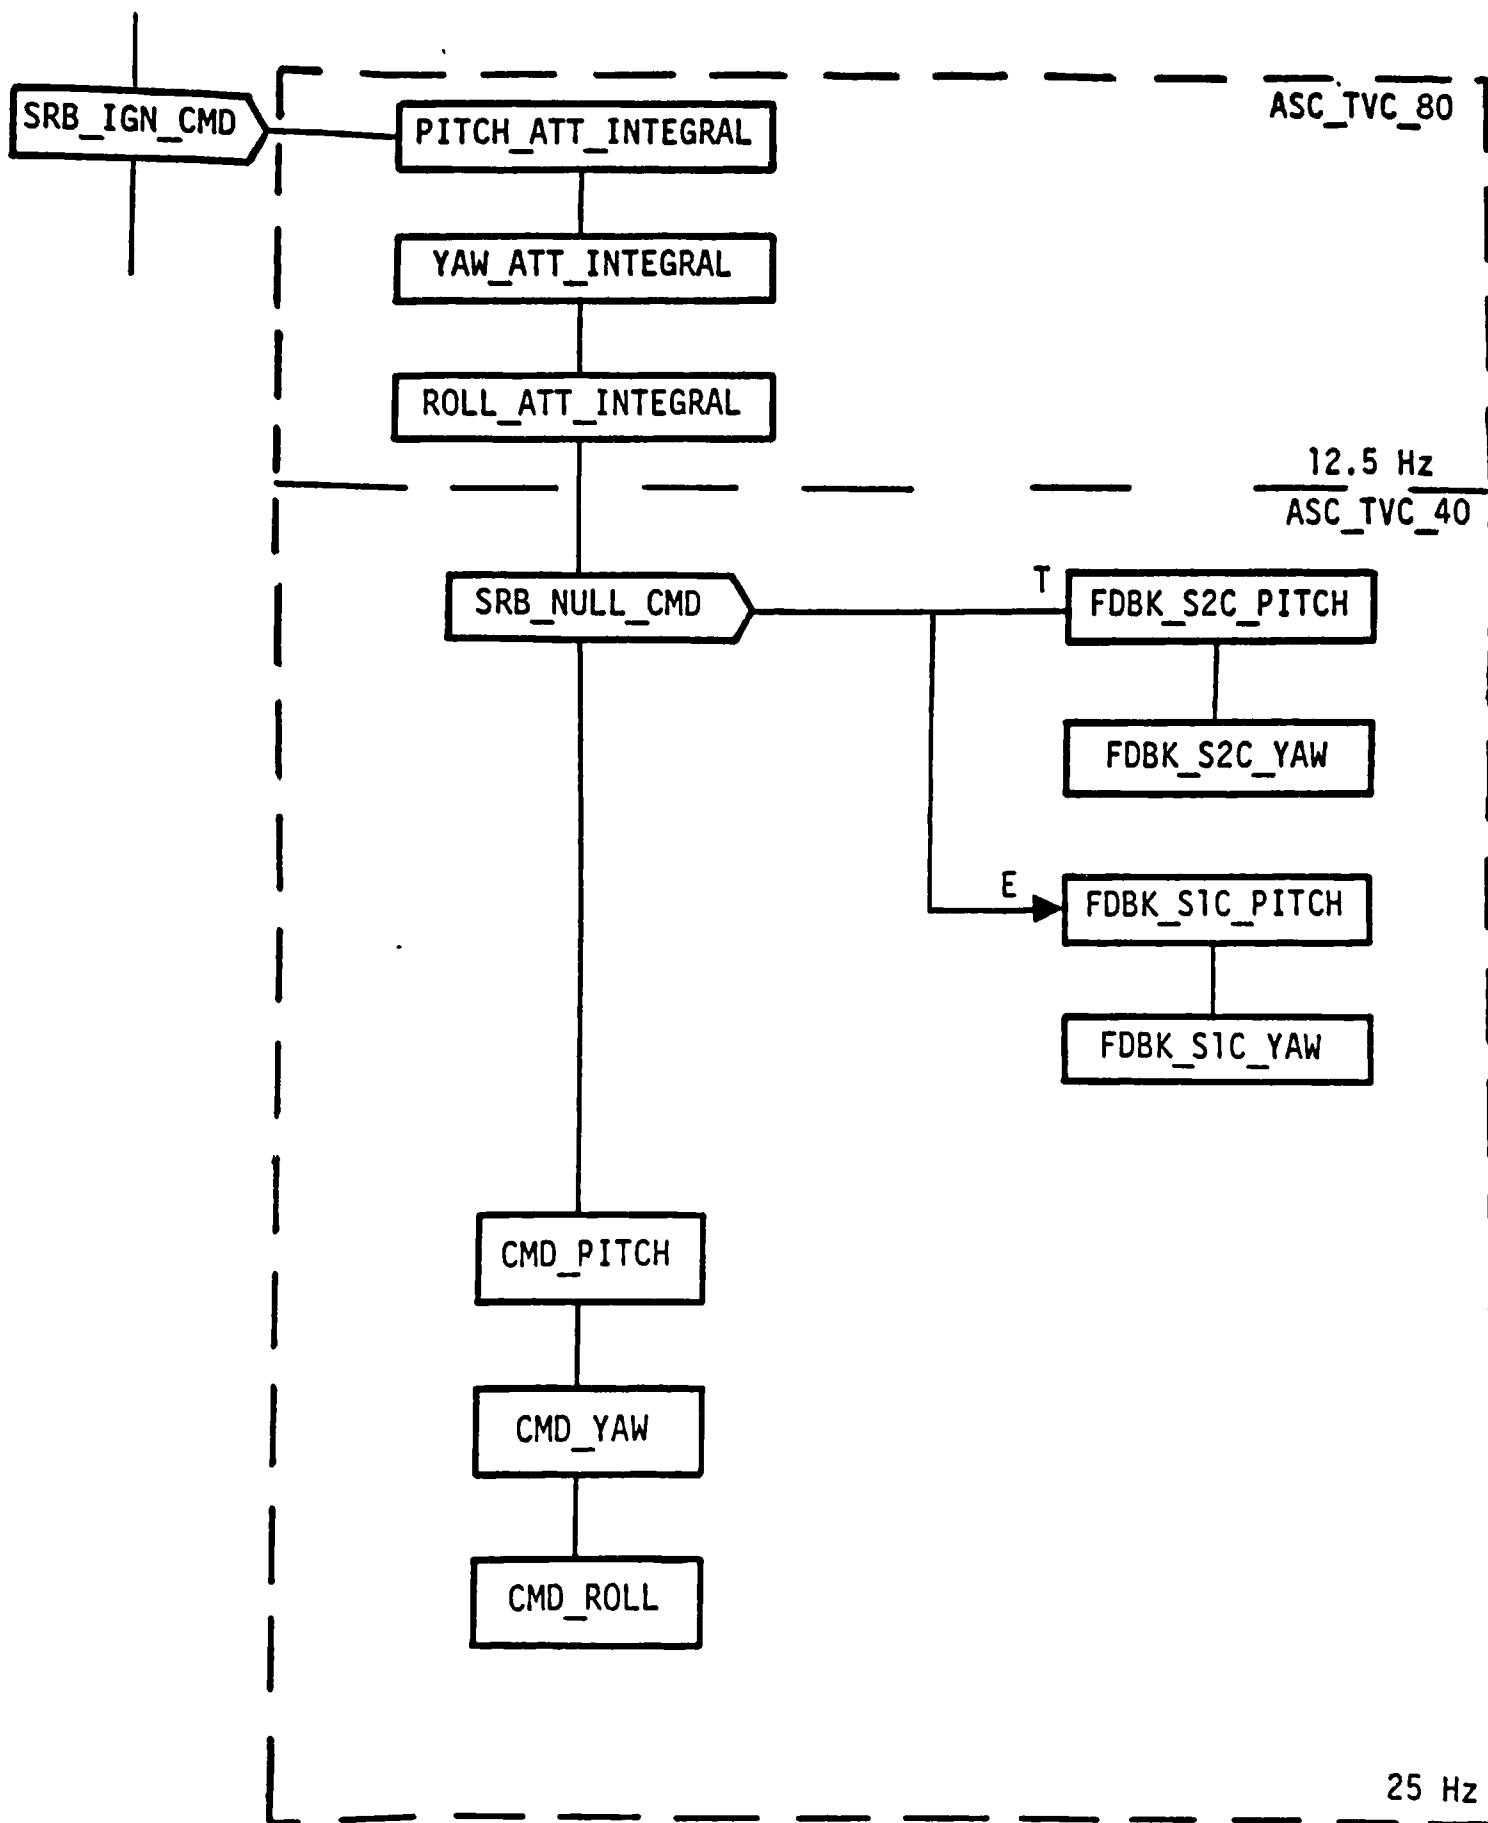 SRB_IGN_CMD
ASC_TVC_80
PITCH_ATT_INTEGRAL
YAW_ATT_INTEGRAL
ROLL_ATT_INTEGRAL
12.5 Hz
ASC_TVC_40
SRB_NULL_CMD
T
FDBK_S2C_PITCH
FDBK_S2C_YAW
E
FDBK_S1C_PITCH
FDBK_S1C_YAW
CMD_PITCH
CMD_YAW
CMD_ROLL
25 Hz